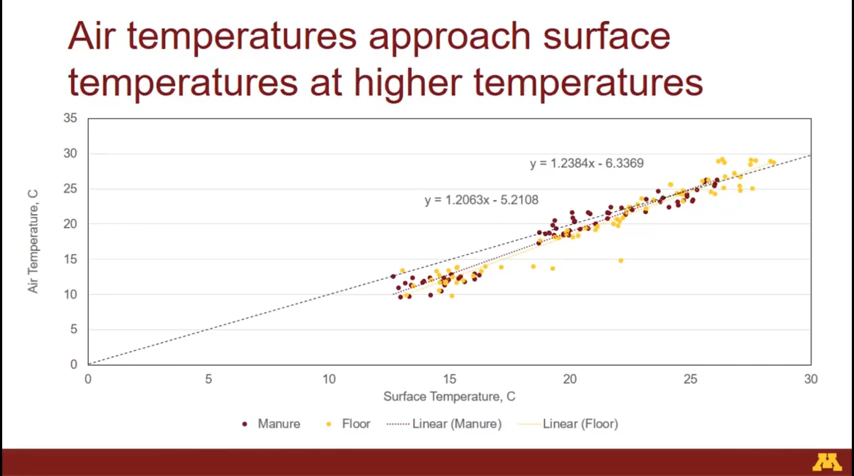 Air temperatures approach surface
temperatures at higher temperatures
35
30
25
20
15
10
5
0
Air Temperature, C
y = 1.2384x - 6.3369
y = 1.2063x - 5.2108
0 5 10 15 20 25 30
Surface Temperature, C
Manure Floor Linear (Manure) Linear (Floor)
M